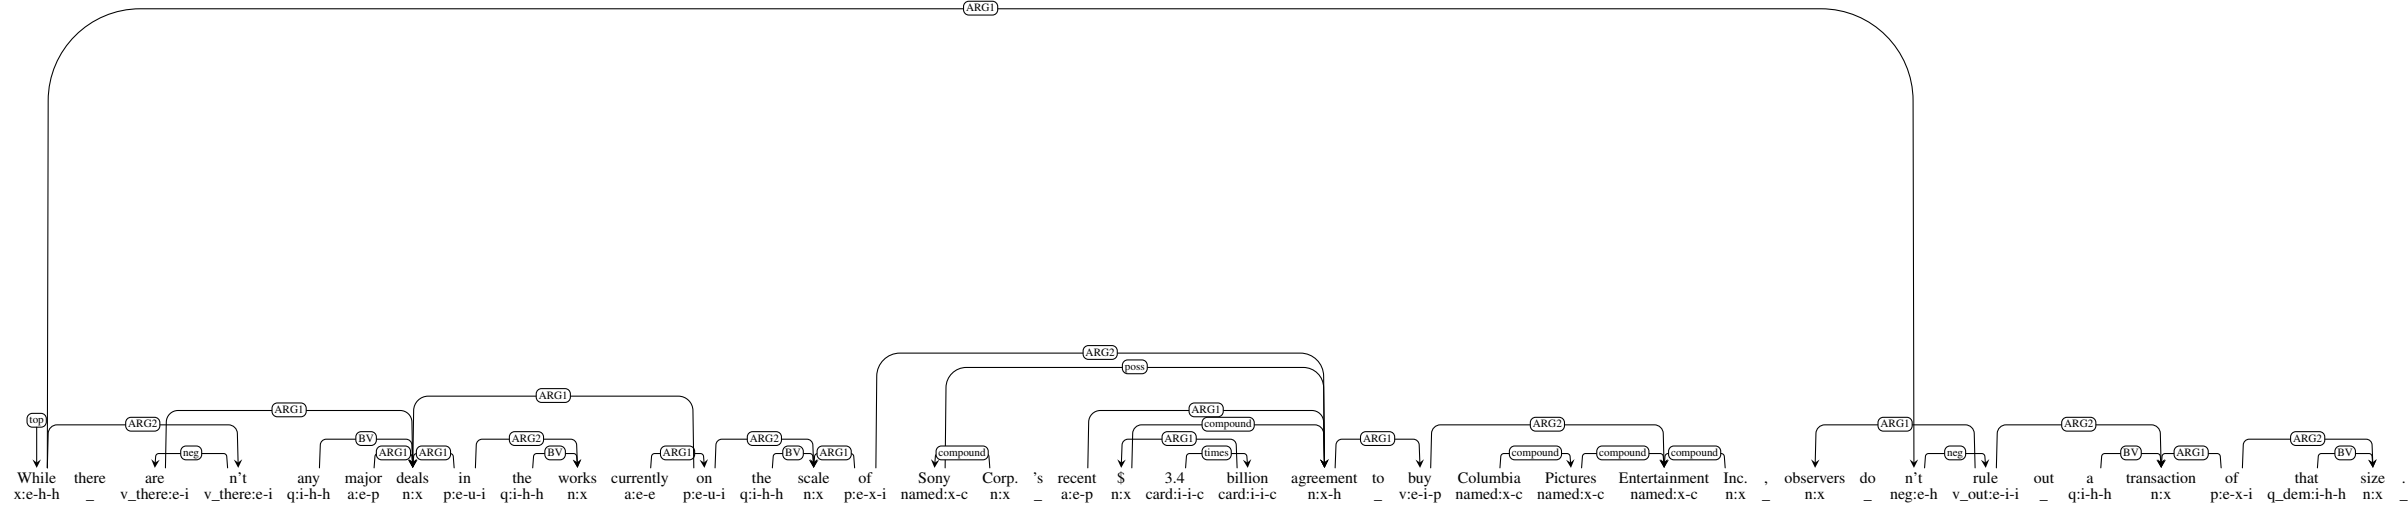 ARG1
ARG2
poss
ARG1
ARG1 ARG1
compound
top ARG2 ARG2 ARG1 ARG2
BV ARG2 ARG2 ARG1 ARG2
neg ARG1 ARG1 BV ARG1 BV ARG1 compound times ARG1 compound compound compound neg BV ARG1 BV
While there are n't any major deals in the works currently on the scale of Sony Corp. 's recent $ 3.4 billion agreement to buy Columbia Pictures Entertainment Inc. , observers do n't rule out a transaction of that size .
x:e-h-h _ v_there:e-i v_there:e-i q:i-h-h a:e-p n:x p:e-u-i q:i-h-h n:x a:e-e p:e-u-i q:i-h-h n:x p:e-x-i named:x-c n:x _ a:e-p n:x card:i-i-c card:i-i-c n:x-h _ v:e-i-p named:x-c named:x-c named:x-c n:x _ n:x _ neg:e-h v_out:e-i-i _ q:i-h-h n:x p:e-x-i q_dem:i-h-h n:x _